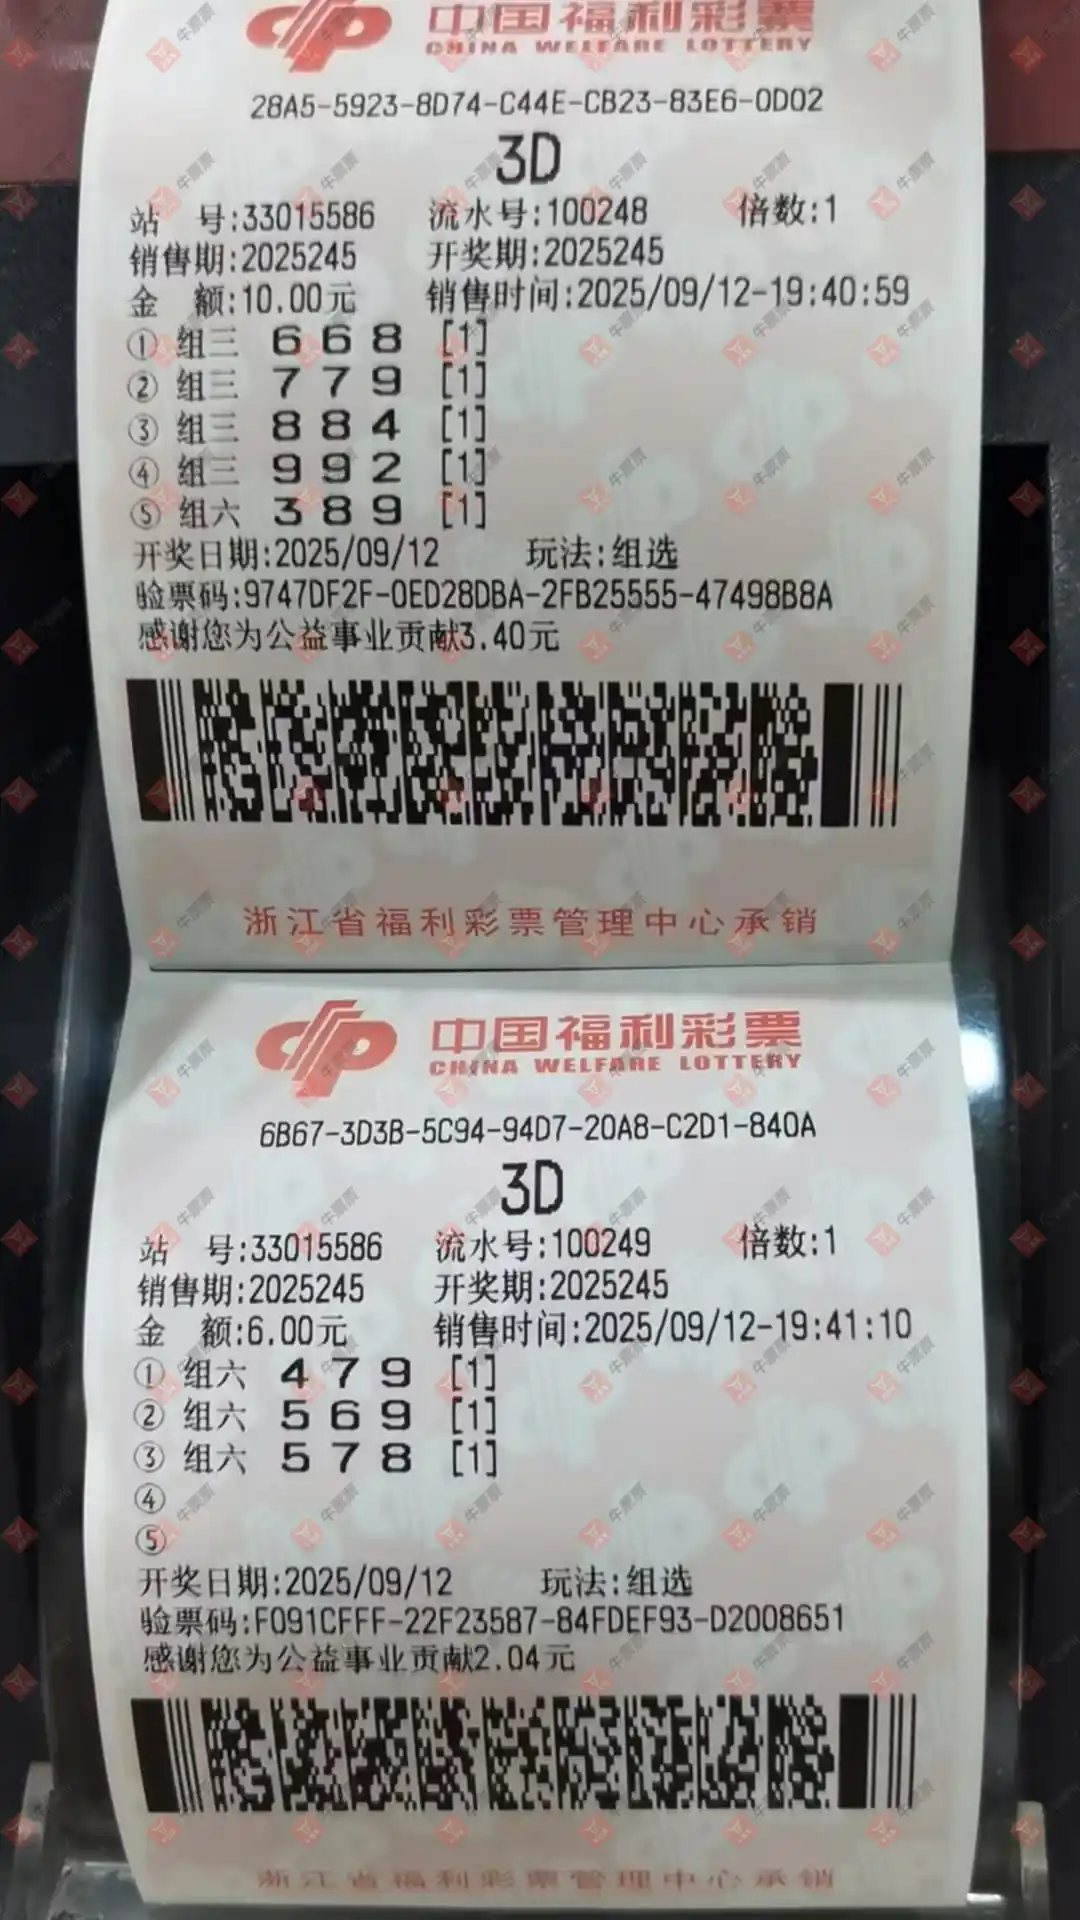 中国福利彩票
CHINA WELFARE LOTTERY
28A5-5923-8D74-C44E-CB23-83E6-0D02
3D
站 号:33015586 流水号:100248 倍数:1
销售期:2025245 开奖期:2025245
金 额:10.00元 销售时间:2025/09/12-19:40:59
① 组三 6 6 8 [1]
② 组三 7 7 9 [1]
③ 组三 8 8 4 [1]
④ 组三 9 9 2 [1]
⑤ 组六 3 8 9 [1]
开奖日期:2025/09/12 玩法:组选
验票码:9747DF2F-0ED28DBA-2FB25555-47498B8A
感谢您为公益事业贡献3.40元
浙江省福利彩票管理中心承销
中国福利彩票
CHINA WELFARE LOTTERY
6B67-3D3B-5C94-94D7-20A8-C2D1-840A
3D
站 号:33015586 流水号:100249 倍数:1
销售期:2025245 开奖期:2025245
金 额:6.00元 销售时间:2025/09/12-19:41:10
① 组六 4 7 9 [1]
② 组六 5 6 9 [1]
③ 组六 5 7 8 [1]
④
⑤
开奖日期:2025/09/12 玩法:组选
验票码:F091CFFF-22F23587-84FDEF93-D2008651
感谢您为公益事业贡献2.04元
浙江省福利彩票管理中心承销
牛票票